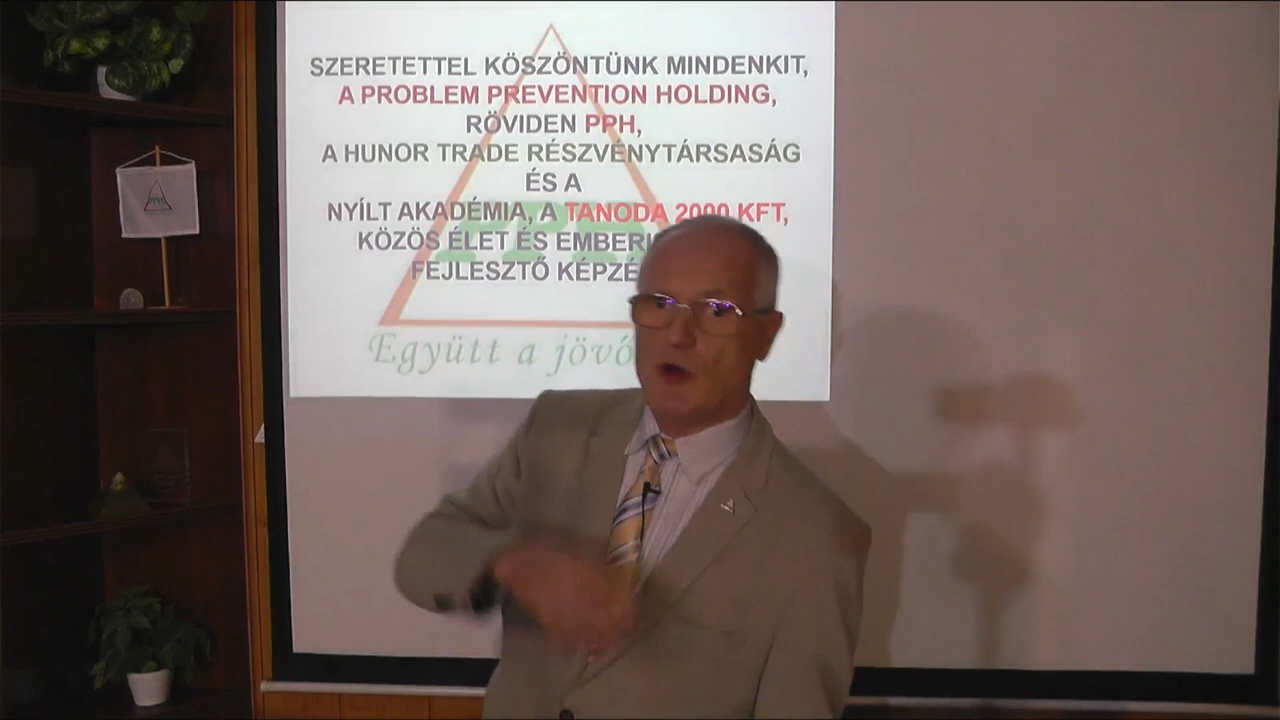 SZERETETTEL KÖSZÖNTÜNK MINDENKIT,
A PROBLEM PREVENTION HOLDING,
RÖVIDEN PPH,
A HUNOR TRADE RÉSZVÉNYTÁRSASÁG
ÉS A
NYÍLT AKADÉMIA, A TANODA 2000 KFT,
KÖZÖS ÉLET ÉS
FEJLESZTŐ
Együtt a